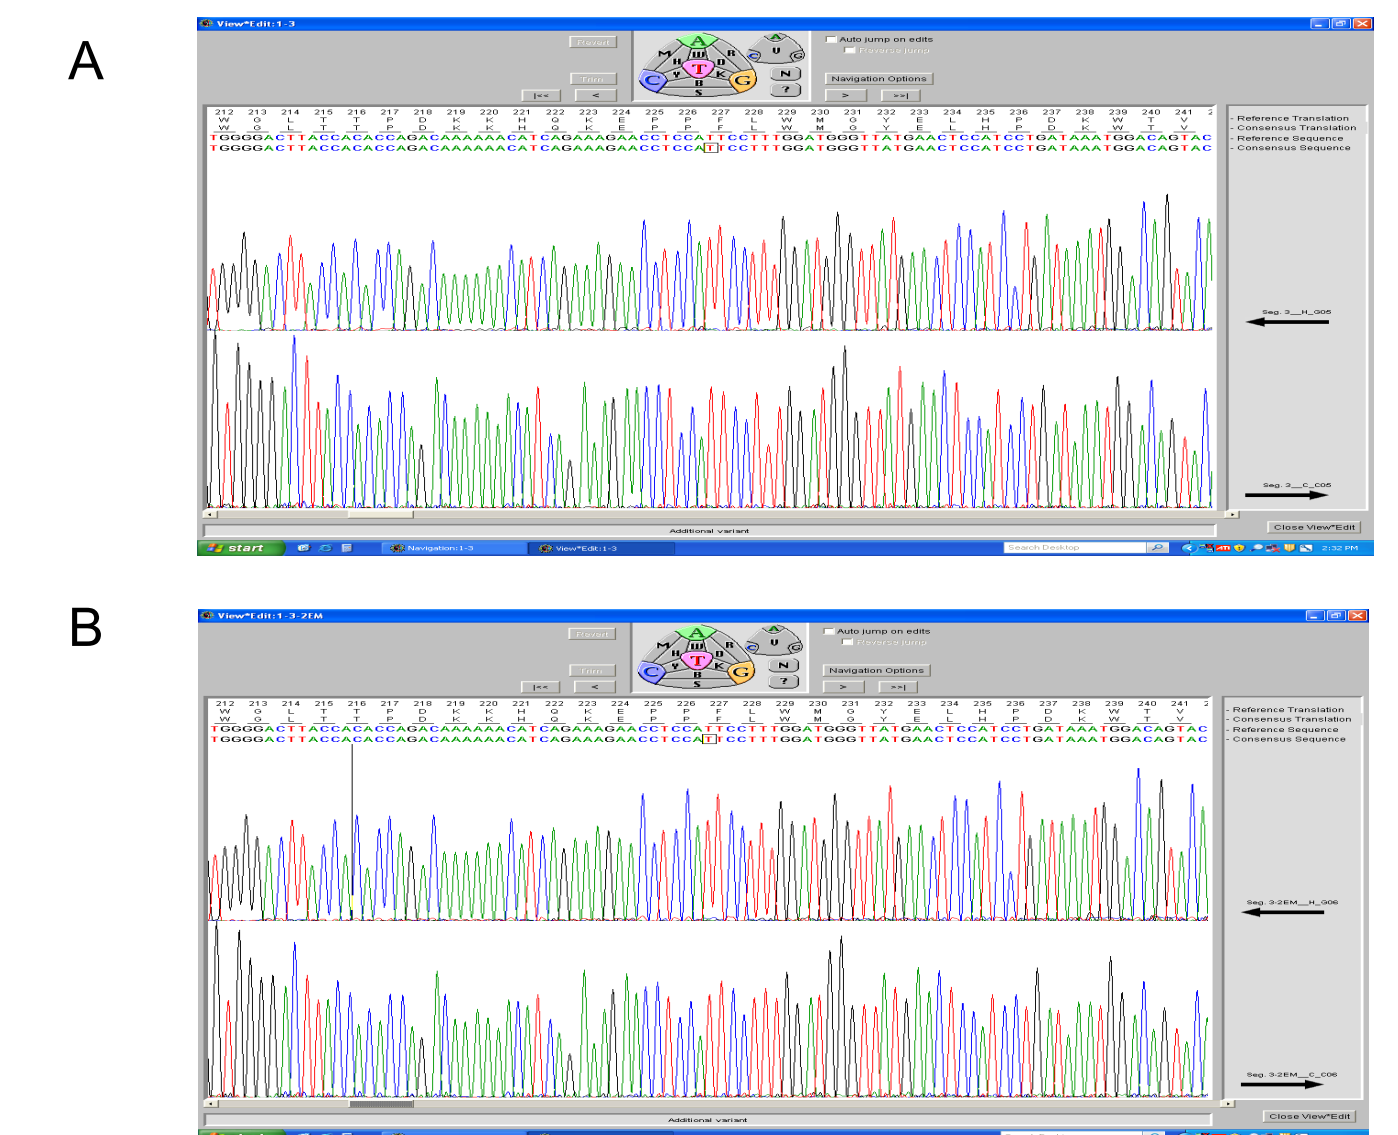 A
View*Edit:1-3
Revert
Trim
|<<
<
A
M
W
R
H
D
T
Y
K
C
B
G
S
A
U
C
G
N
?
Auto jump on edits
Reverse jump
Navigation Options
>
>>|
212 213 214 215 216 217 218 219 220 221 222 223 224 225 226 227 228 229 230 231 232 233 234 235 236 237 238 239 240 241 2
W G L T T P D K K H Q K E P P F L W M G Y E L H P D K W T V
W G L T T P D K K H Q K E P P F L W M G Y E L H P D K W T V
TGGGGACTTACCACACCAGACAAAAAACATCAGAAAGAACCTCCATTCCTTTGGATGGGTTATGAACTCCATCCTGATAAATGGACAGTAC
TGGGGACTTACCACACCAGACAAAAAACATCAGAAAGAACCTCCATTCCTTTGGATGGGTTATGAACTCCATCCTGATAAATGGACAGTAC
- Reference Translation
- Consensus Translation
- Reference Sequence
- Consensus Sequence
Seg. 3__H_G05
Seg. 3__C_C05
Additional variant
Close View*Edit
start
Navigation:1-3
View*Edit:1-3
Search Desktop
2:32 PM
B
View*Edit:1-3-2EM
Revert
Trim
|<<
<
A
M
W
R
H
D
T
Y
K
C
B
G
S
A
U
C
G
N
?
Auto jump on edits
Reverse jump
Navigation Options
>
>>|
212 213 214 215 216 217 218 219 220 221 222 223 224 225 226 227 228 229 230 231 232 233 234 235 236 237 238 239 240 241 2
W G L T T P D K K H Q K E P P F L W M G Y E L H P D K W T V
W G L T T P D K K H Q K E P P F L W M G Y E L H P D K W T V
TGGGGACTTACCACACCAGACAAAAAACATCAGAAAGAACCTCCATTCCTTTGGATGGGTTATGAACTCCATCCTGATAAATGGACAGTAC
TGGGGACTTACCACACCAGACAAAAAACATCAGAAAGAACCTCCATTCCTTTGGATGGGTTATGAACTCCATCCTGATAAATGGACAGTAC
- Reference Translation
- Consensus Translation
- Reference Sequence
- Consensus Sequence
Seg. 3-2EM__H_G06
Seg. 3-2EM__C_C06
Additional variant
Close View*Edit